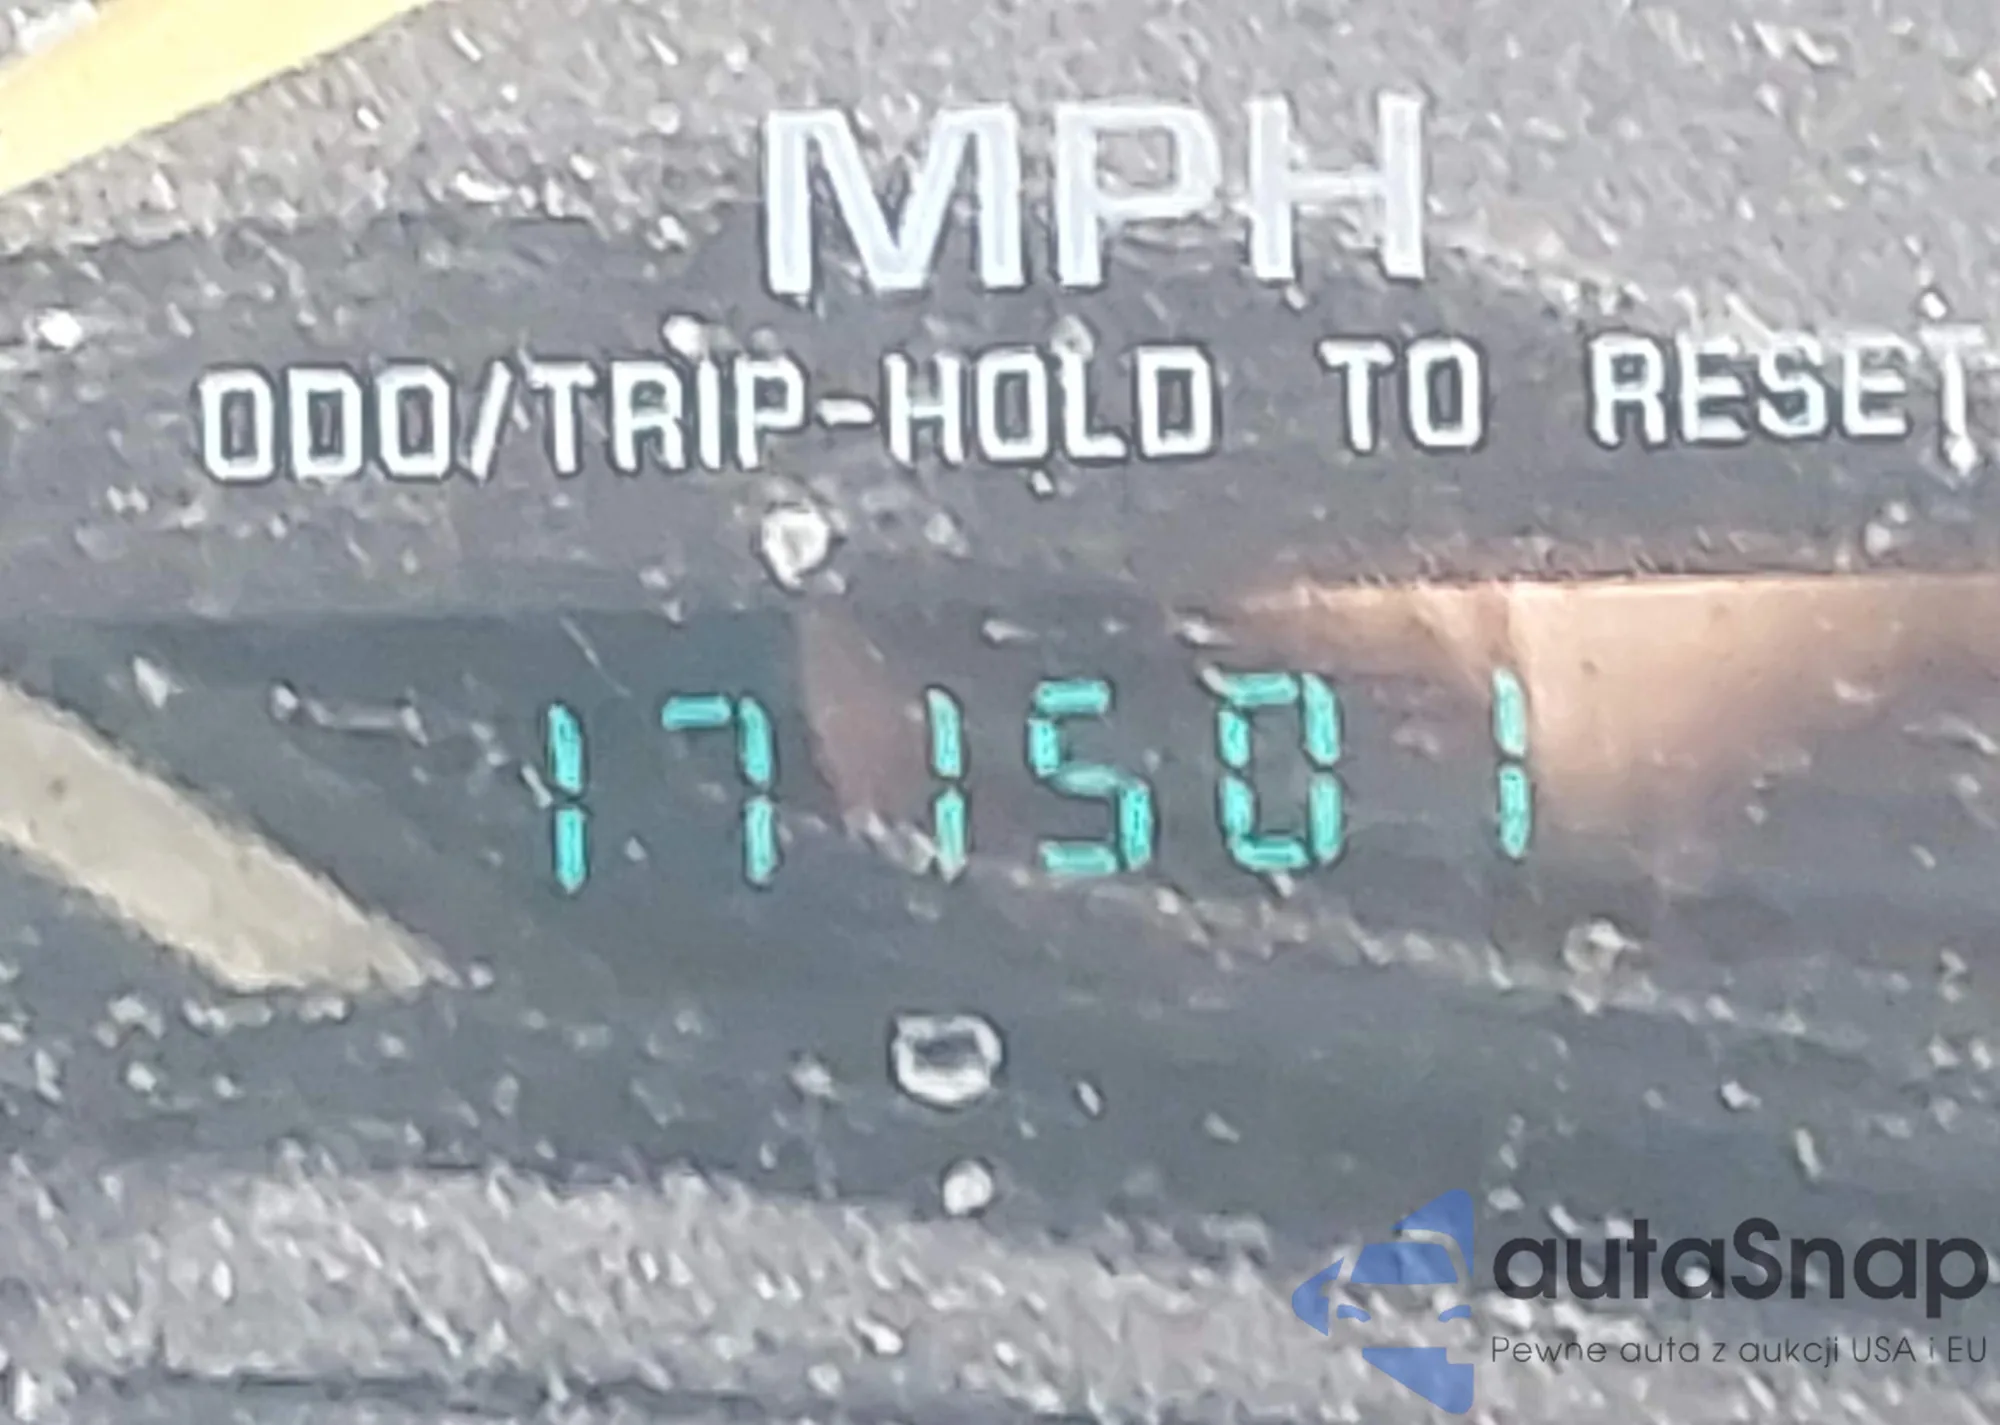 MPH
ODO/TRIP-HOLD TO RESET
171501
autaSnap
Pewne auta z aukcji USA i EU